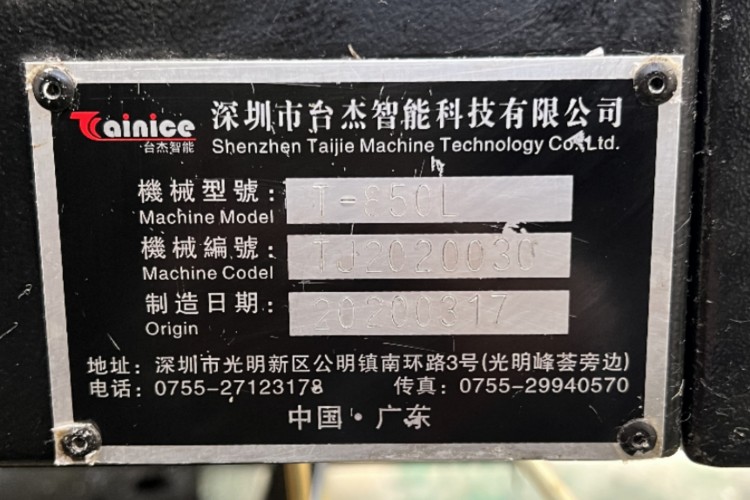 Tainice 深圳市台杰智能科技有限公司
·台杰智能 Shenzhen Taijie Machine Technology Co.,Ltd.
機械型號: T-850L
Machine Model
機械編號: TJ2020030
Machine Codel
制造日期: 20200317
Origin
地址: 深圳市光明新区公明镇南环路3号(光明峰荟旁边)
电话: 0755-27123178 传真: 0755-29940570
中国·广东